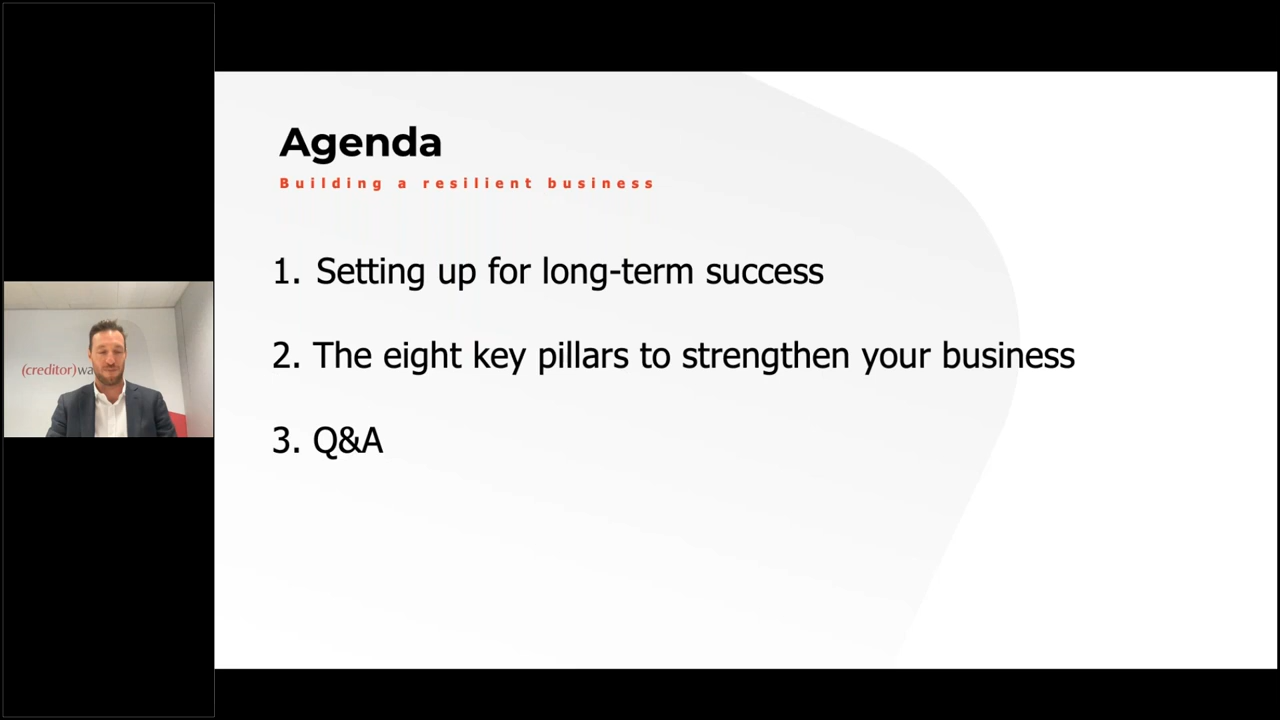 Agenda
Building a resilient business
1. Setting up for long-term success
2. The eight key pillars to strengthen your business
3. Q&A
(creditor)wa